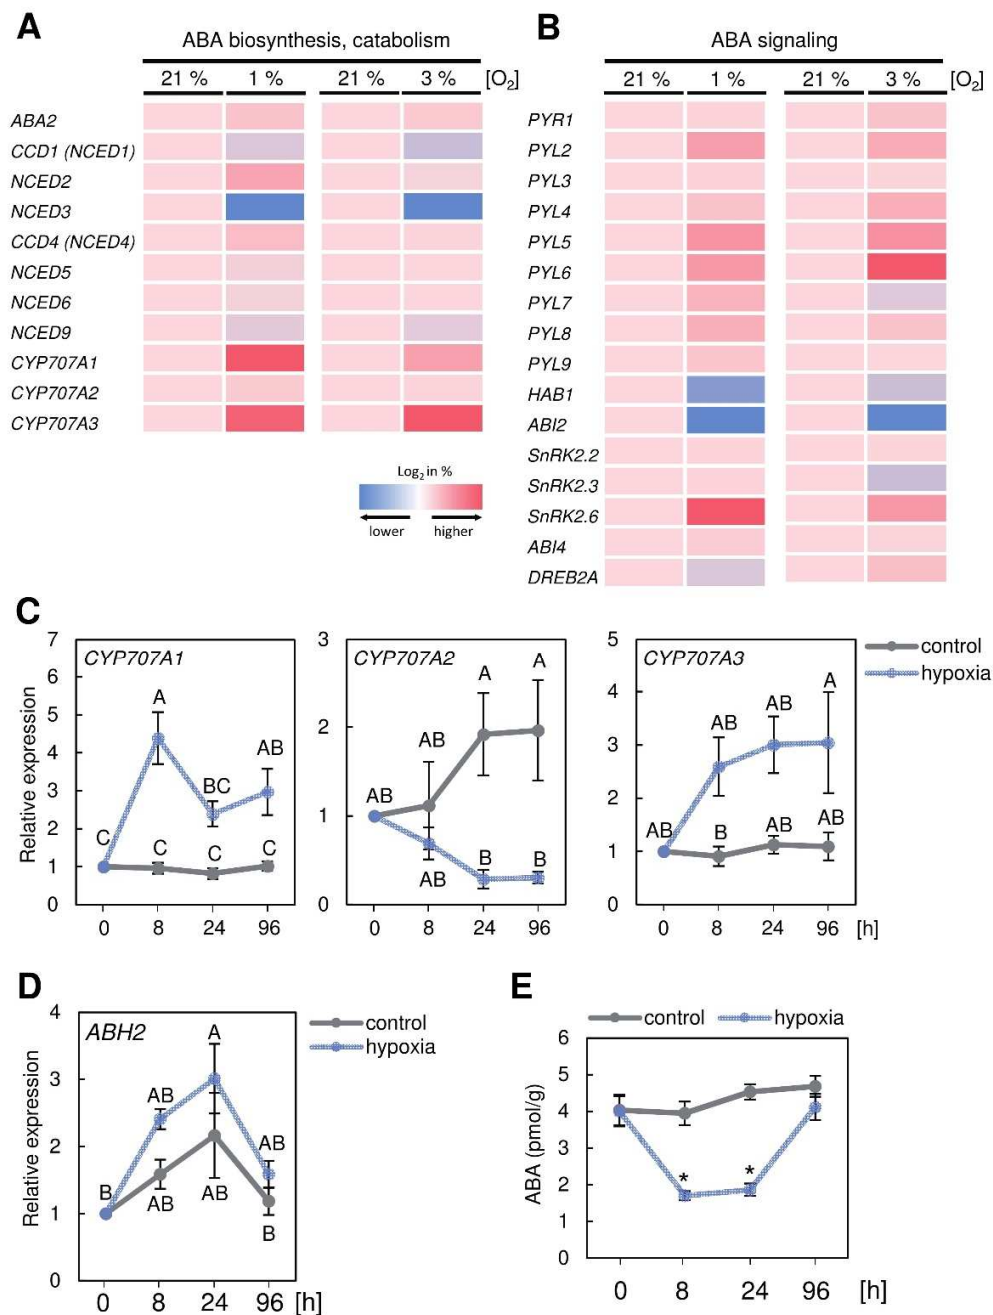 A
ABA biosynthesis, catabolism
21 % 1 % 21 % 3 % [O2]
ABA2
CCD1 (NCED1)
NCED2
NCED3
CCD4 (NCED4)
NCED5
NCED6
NCED9
CYP707A1
CYP707A2
CYP707A3
Log2 in %
lower higher
B
ABA signaling
21 % 1 % 21 % 3 % [O2]
PYR1
PYL2
PYL3
PYL4
PYL5
PYL6
PYL7
PYL8
PYL9
HAB1
ABI2
SnRK2.2
SnRK2.3
SnRK2.6
ABI4
DREB2A
C
Relative expression
7
6
5
4
3
2
1
0
CYP707A1
A
AB
BC
C
C
C
C
0 8 24 96
3
2
1
0
CYP707A2
A
A
AB
AB
AB
B
B
0 8 24 96
5
4
3
2
1
0
CYP707A3
A
AB
AB
AB
B
AB
AB
0 8 24 96 [h]
control
hypoxia
D
Relative expression
4
3
2
1
0
ABH2
A
AB
AB
B
AB
AB
B
0 8 24 96 [h]
control
hypoxia
E
control hypoxia
ABA (pmol/g)
6
5
4
3
2
1
0
* *
0 8 24 96 [h]